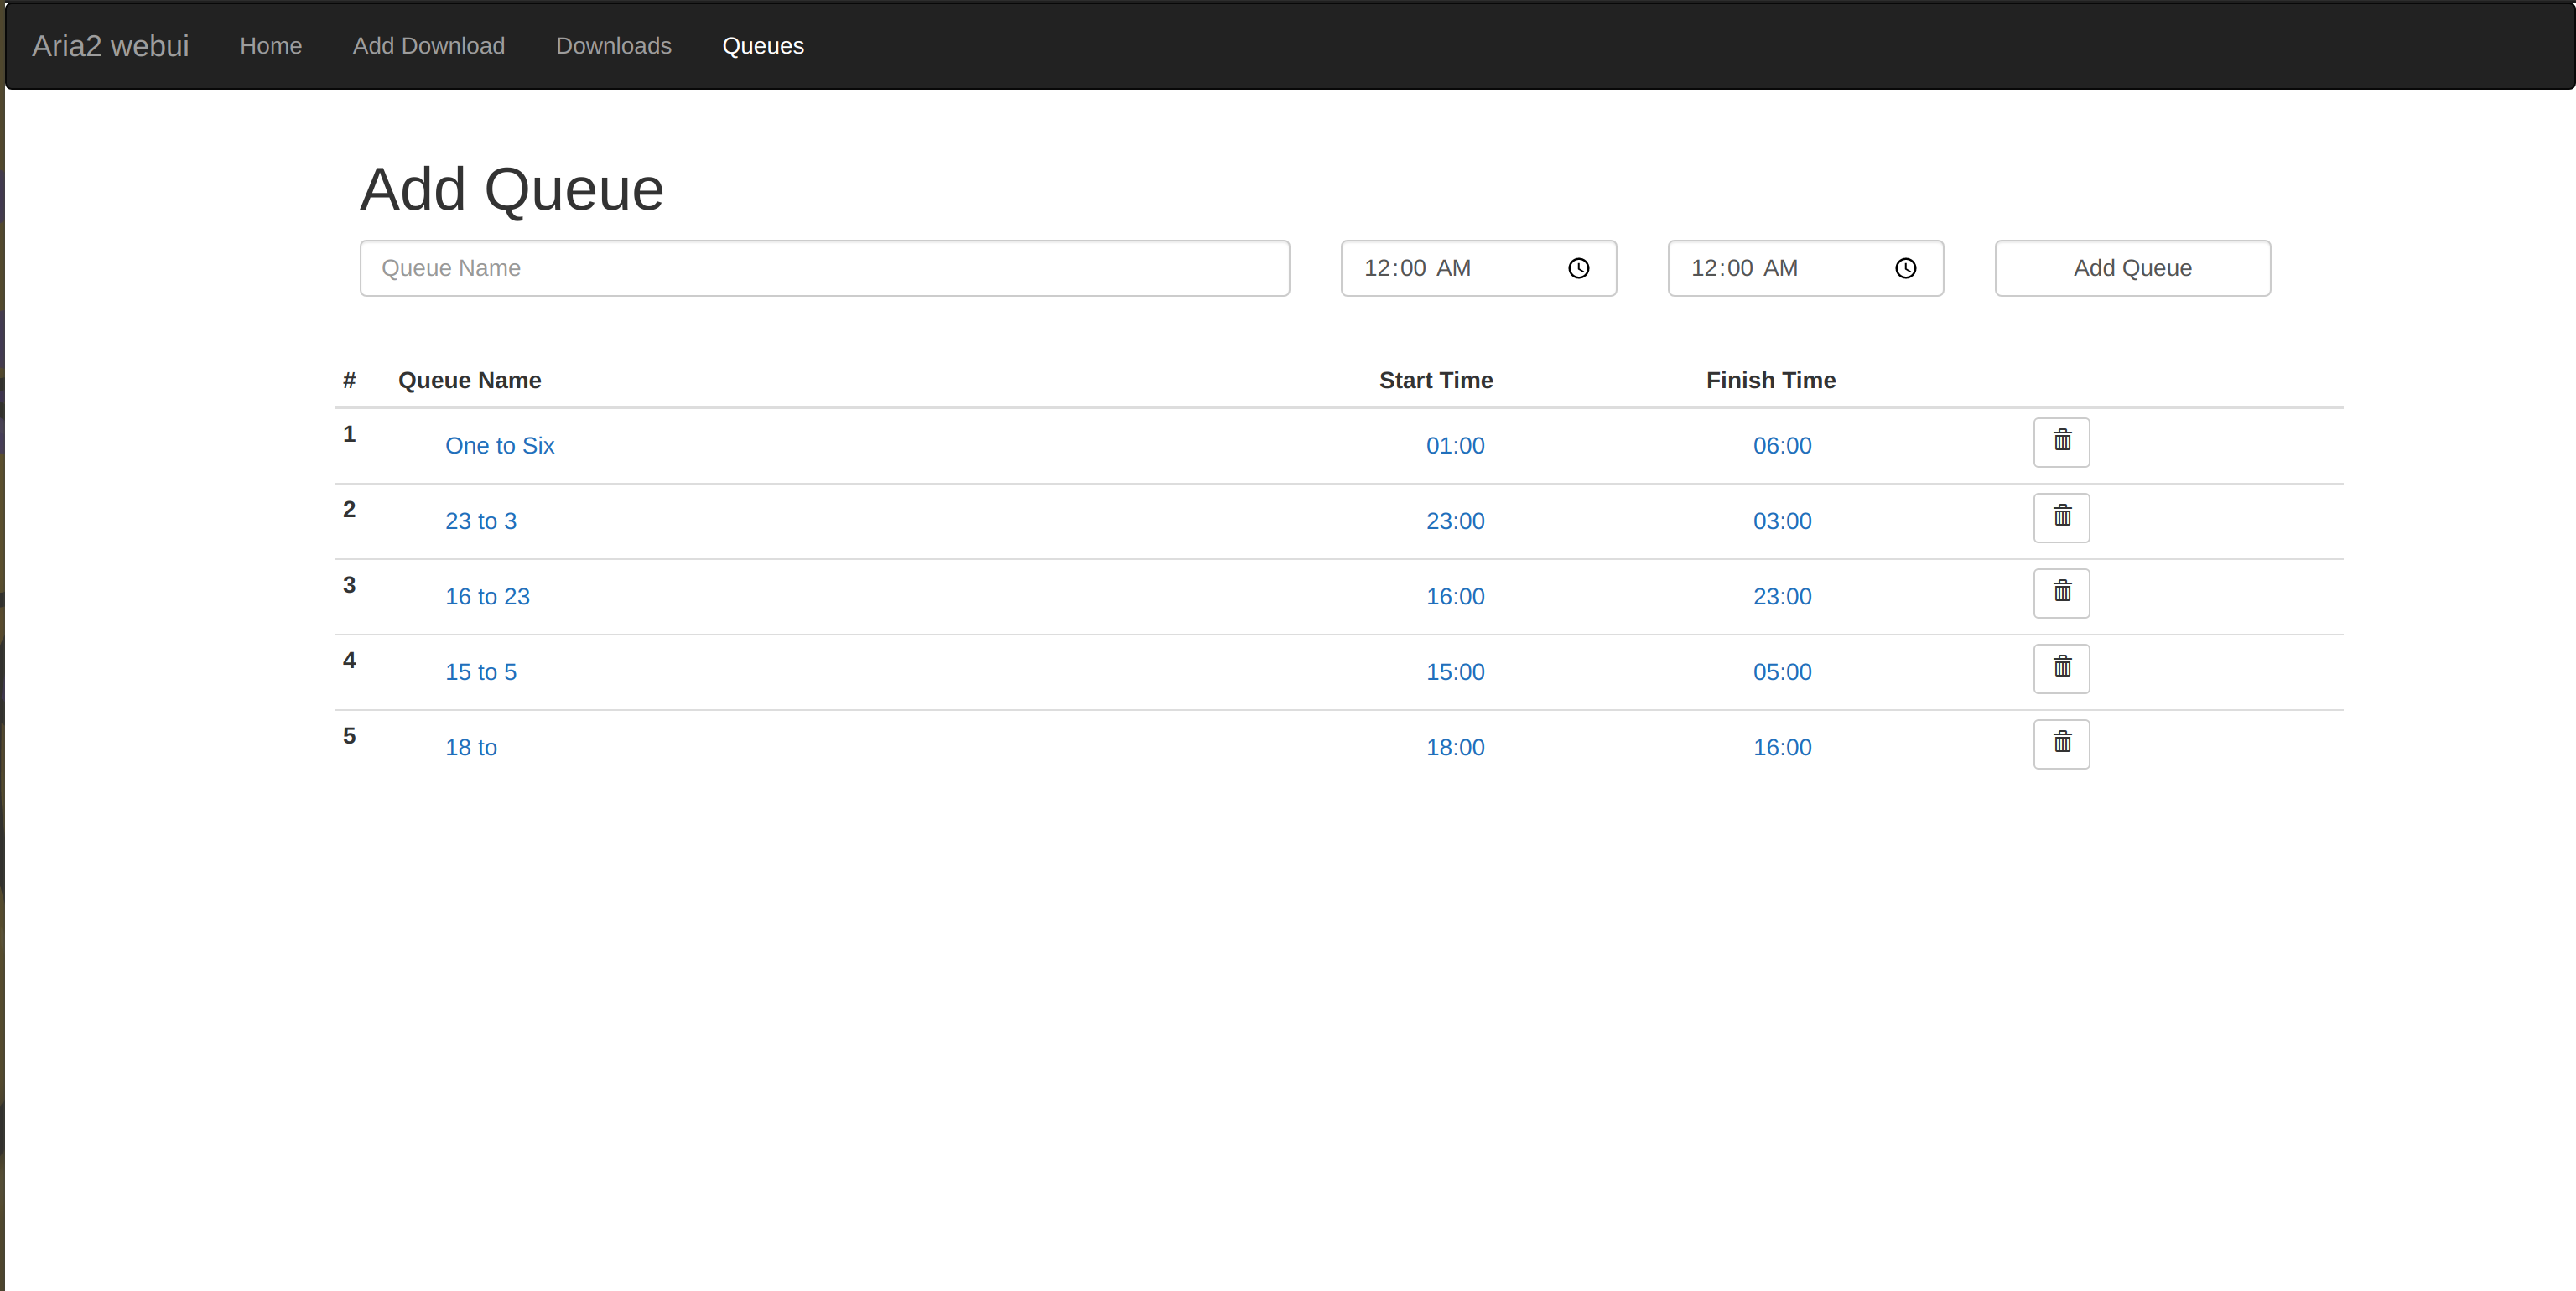 Aria2 webui Home Add Download Downloads Queues
Add Queue
Queue Name 12:00 AM 12:00 AM Add Queue
# Queue Name Start Time Finish Time
1 One to Six 01:00 06:00
2 23 to 3 23:00 03:00
3 16 to 23 16:00 23:00
4 15 to 5 15:00 05:00
5 18 to 18:00 16:00